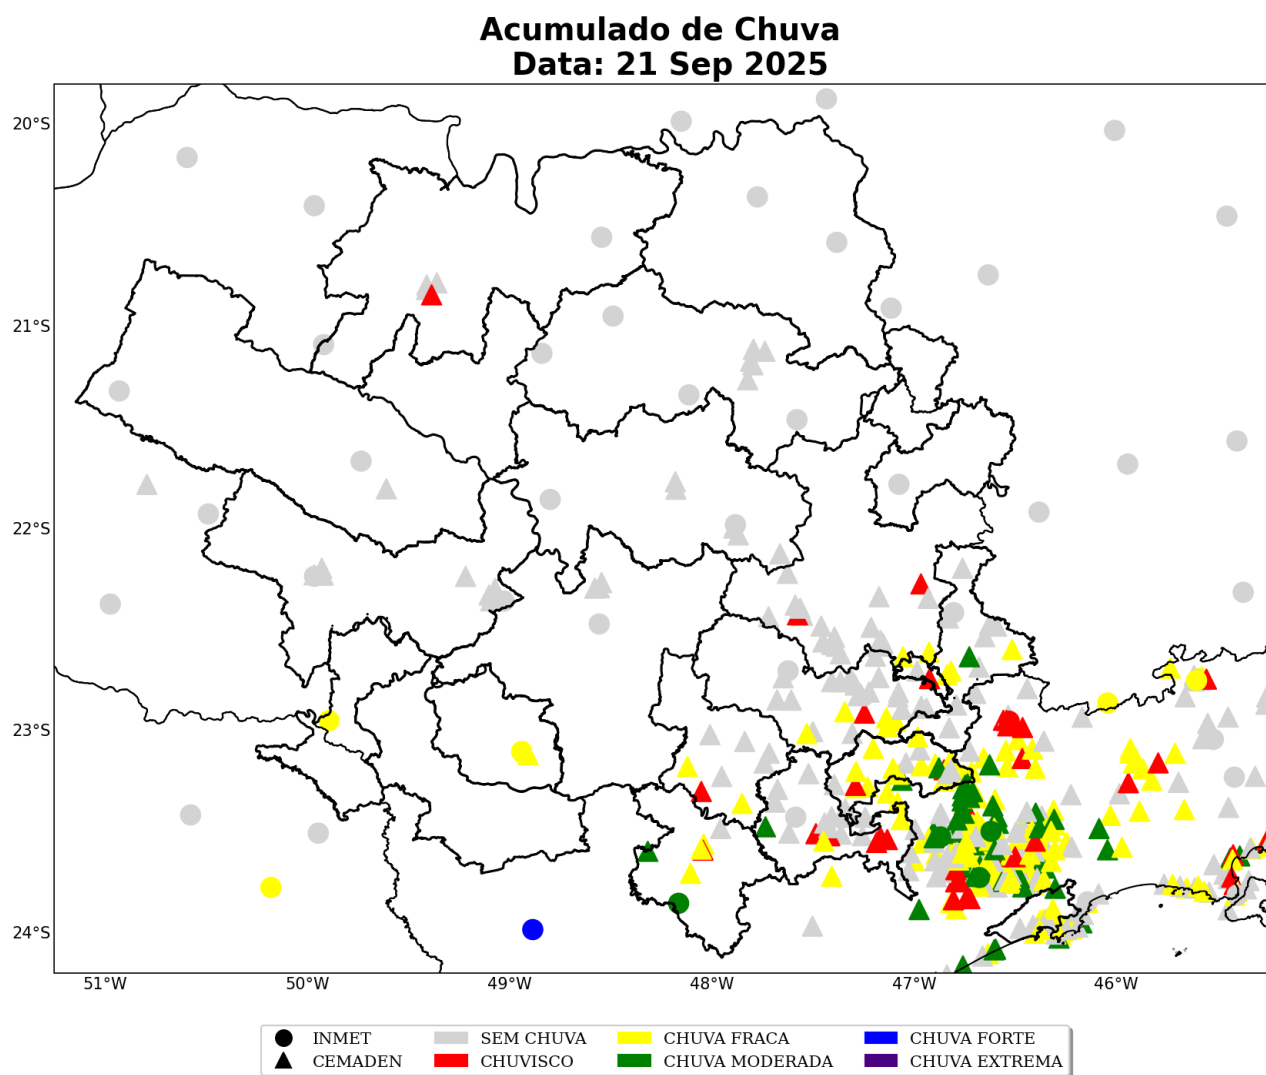 Acumulado de Chuva
Data: 21 Sep 2025
20°S
21°S
22°S
23°S
24°S
51°W 50°W 49°W 48°W 47°W 46°W
INMET SEM CHUVA CHUVA FRACA CHUVA FORTE
CEMADEN CHUVISCO CHUVA MODERADA CHUVA EXTREMA